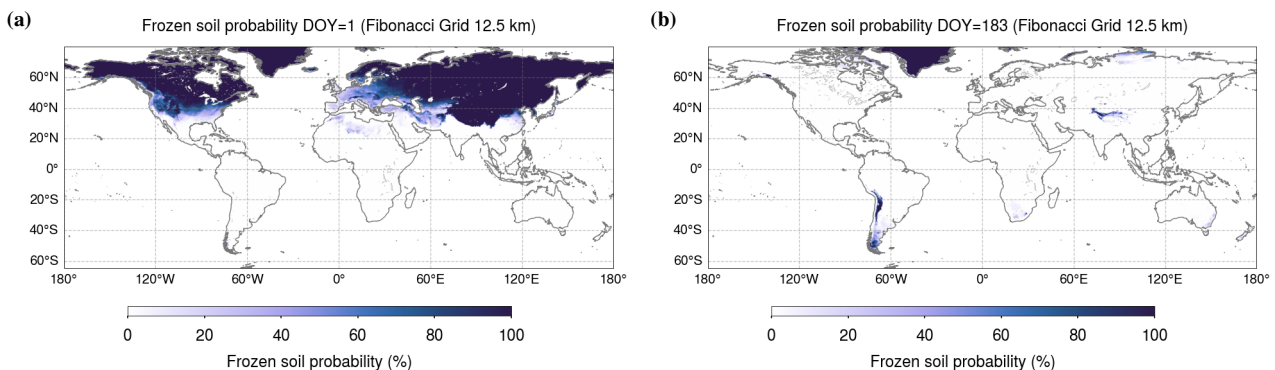 (a)
Frozen soil probability DOY=1 (Fibonacci Grid 12.5 km)
60°N
40°N
20°N
0°
20°S
40°S
60°S
180° 120°W 60°W 0° 60°E 120°E 180°
0 20 40 60 80 100
Frozen soil probability (%)
(b)
Frozen soil probability DOY=183 (Fibonacci Grid 12.5 km)
60°N
40°N
20°N
0°
20°S
40°S
60°S
180° 120°W 60°W 0° 60°E 120°E 180°
0 20 40 60 80 100
Frozen soil probability (%)